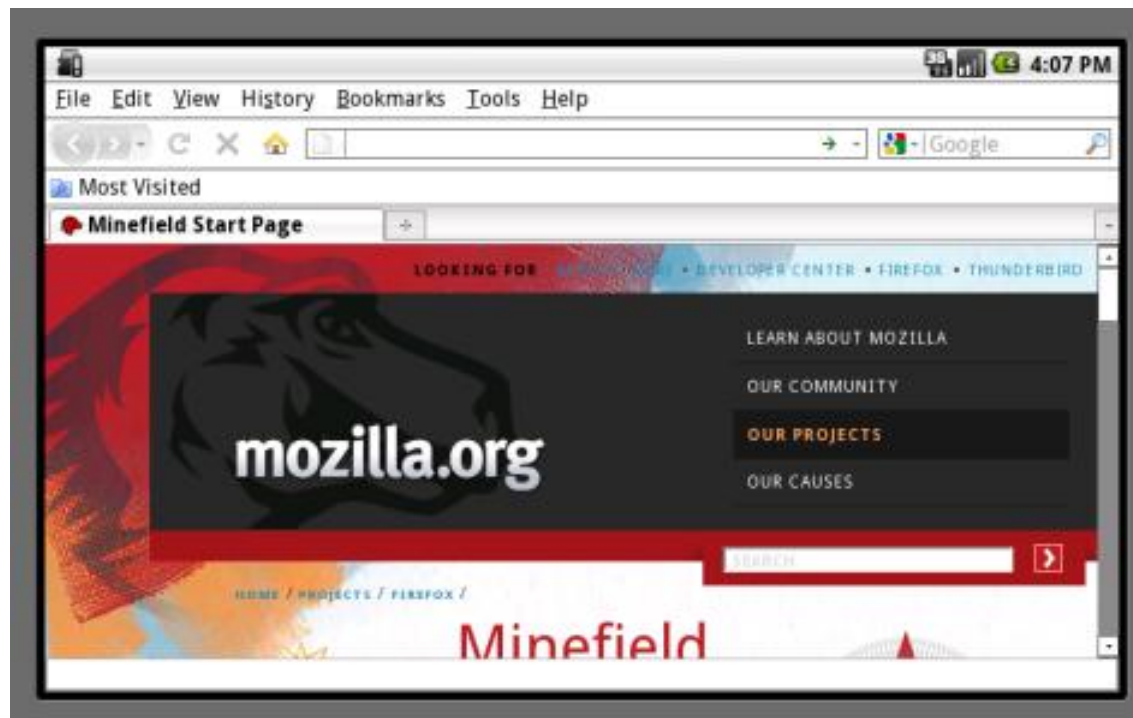 4:07 PM
File Edit View History Bookmarks Tools Help
Google
Most Visited
Minefield Start Page
LOOKING FOR • DEVELOPER CENTER • FIREFOX • THUNDERBIRD
LEARN ABOUT MOZILLA
OUR COMMUNITY
OUR PROJECTS
mozilla.org
OUR CAUSES
SEARCH
HOME / PROJECTS / FIREFOX /
Minefield